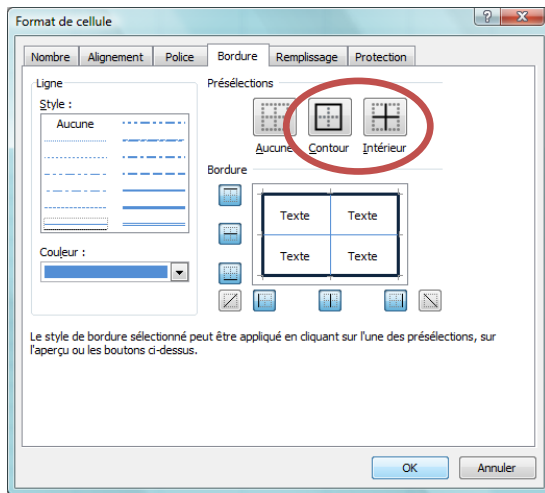 Format de cellule
Nombre Alignement Police Bordure Remplissage Protection
Ligne
Style :
Aucune
Couleur :
Présélections
Aucune Contour Intérieur
Bordure
Texte Texte
Texte Texte
Le style de bordure sélectionné peut être appliqué en cliquant sur l'une des présélections, sur
l'aperçu ou les boutons ci-dessus.
OK Annuler